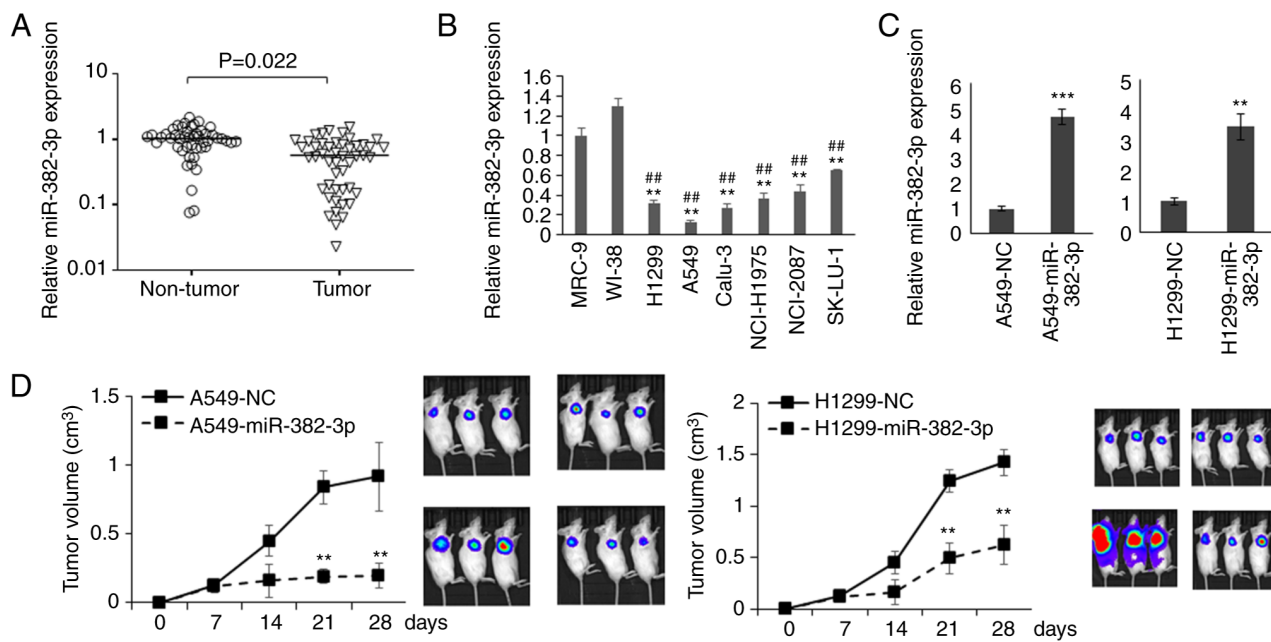 A
Relative miR-382-3p expression
P=0.022
10
1
0.1
0.01
Non-tumor
Tumor
B
1.6
1.4
1.2
1
0.8
0.6
0.4
0.2
0
##
**
##
**
##
**
##
**
##
**
##
**
MRC-9
WI-38
H1299
A549
Calu-3
NCI-H1975
NCI-2087
SK-LU-1
C
Relative miR-382-3p expression
6
5
4
3
2
1
0
***
A549-NC
A549-miR-
382-3p
5
4
3
2
1
0
**
H1299-NC
H1299-miR-
382-3p
D
Tumor volume (cm3)
1.5
1
0.5
0
A549-NC
A549-miR-382-3p
**
**
0
7
14
21
28
days
Tumor volume (cm3)
2
1.5
1
0.5
0
H1299-NC
H1299-miR-382-3p
**
**
0
7
14
21
28
days